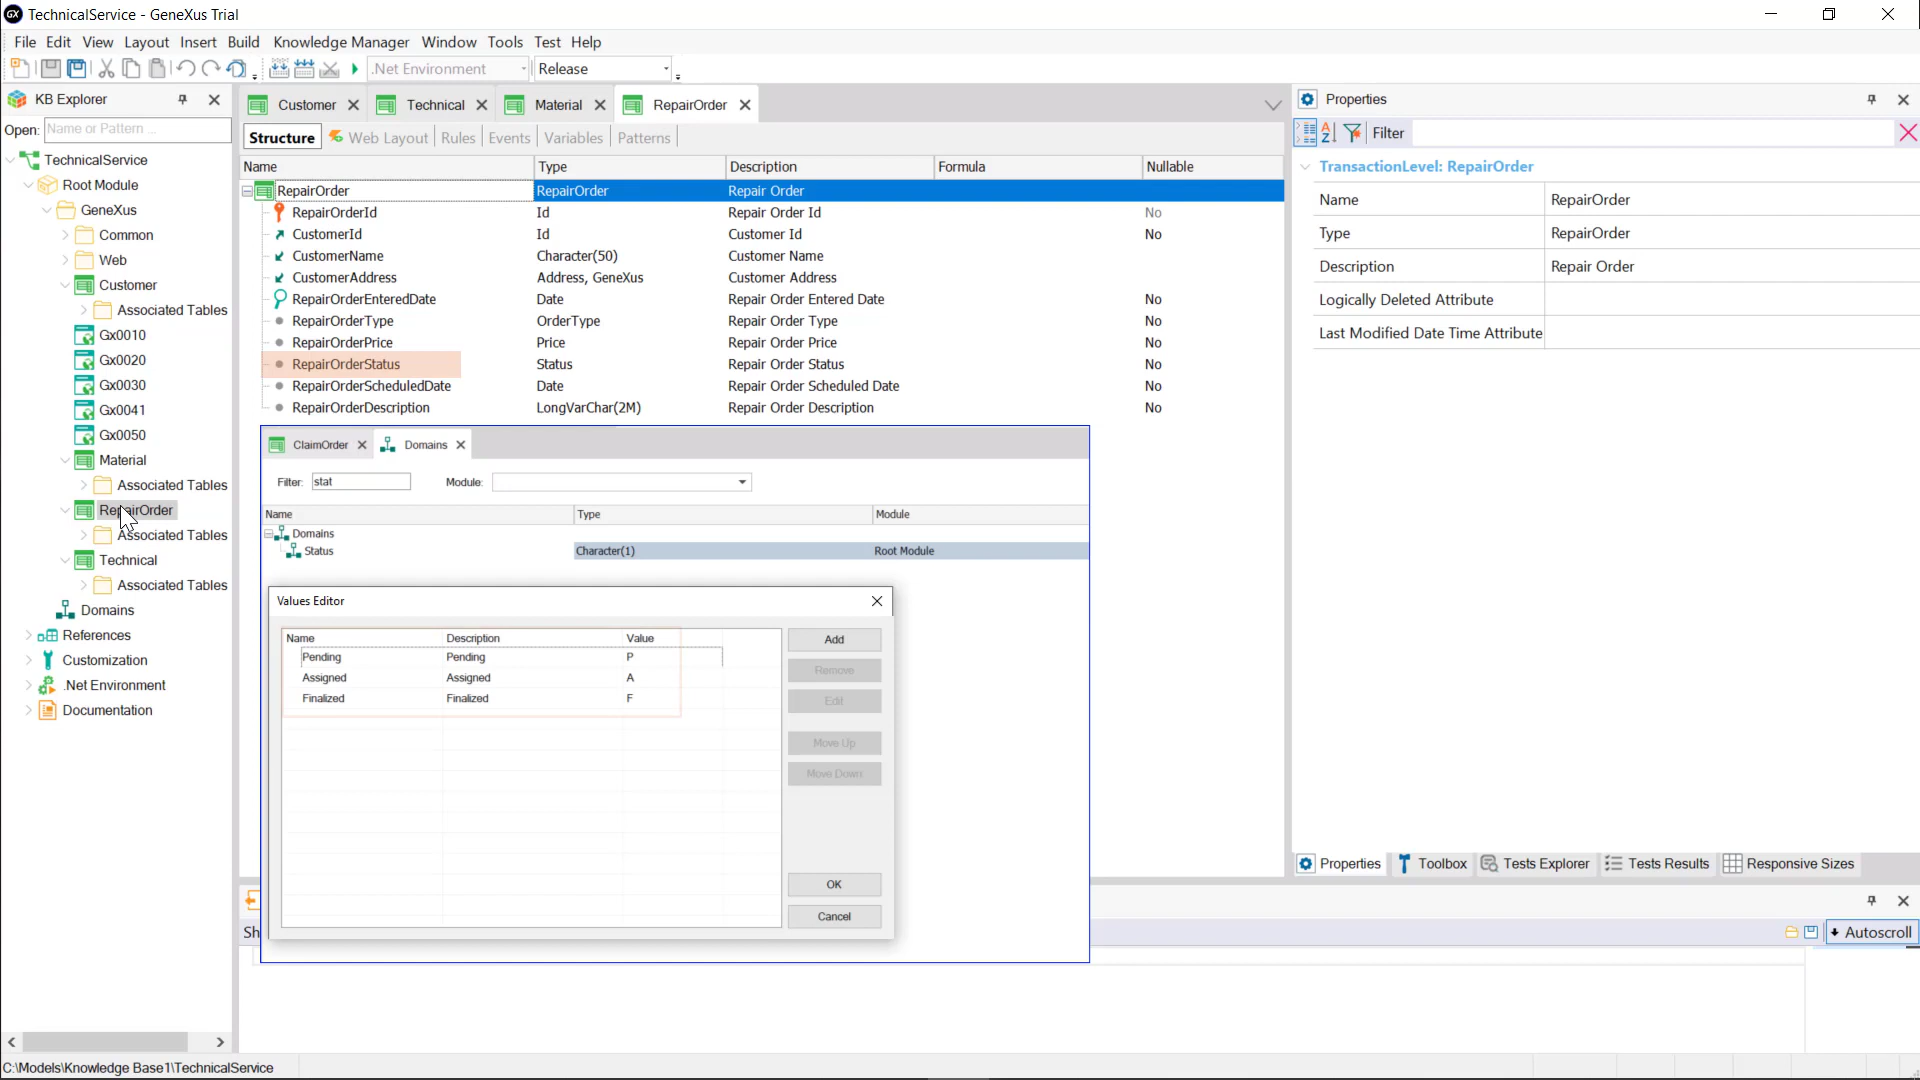 TechnicalService - GeneXus Trial
File Edit View Layout Insert Build Knowledge Manager Window Tools Test Help
.Net Environment Release
KB Explorer
Open: Name or Pattern ...
TechnicalService
Root Module
GeneXus
Common
Web
Customer
Associated Tables
Gx0010
Gx0020
Gx0030
Gx0041
Gx0050
Material
Associated Tables
RepairOrder
Associated Tables
Technical
Associated Tables
Domains
References
Customization
.Net Environment
Documentation
Customer Technical Material RepairOrder
Structure Web Layout Rules Events Variables Patterns
Name Type Description Formula Nullable
RepairOrder RepairOrder Repair Order
RepairOrderId Id Repair Order Id No
CustomerId Id Customer Id No
CustomerName Character(50) Customer Name
CustomerAddress Address, GeneXus Customer Address
RepairOrderEnteredDate Date Repair Order Entered Date No
RepairOrderType OrderType Repair Order Type No
RepairOrderPrice Price Repair Order Price No
RepairOrderStatus Status Repair Order Status No
RepairOrderScheduledDate Date Repair Order Scheduled Date No
RepairOrderDescription LongVarChar(2M) Repair Order Description No
ClaimOrder Domains
Filter: stat Module:
Name Type Module
Domains
Status Character(1) Root Module
Values Editor
Name Description Value
Pending Pending P
Assigned Assigned A
Finalized Finalized F
Add
Remove
Edit
Move Up
Move Down
OK
Cancel
Sh
Autoscroll
Properties
Filter
TransactionLevel: RepairOrder
Name RepairOrder
Type RepairOrder
Description Repair Order
Logically Deleted Attribute
Last Modified Date Time Attribute
Properties Toolbox Tests Explorer Tests Results Responsive Sizes
C:\Models\Knowledge Base1\TechnicalService